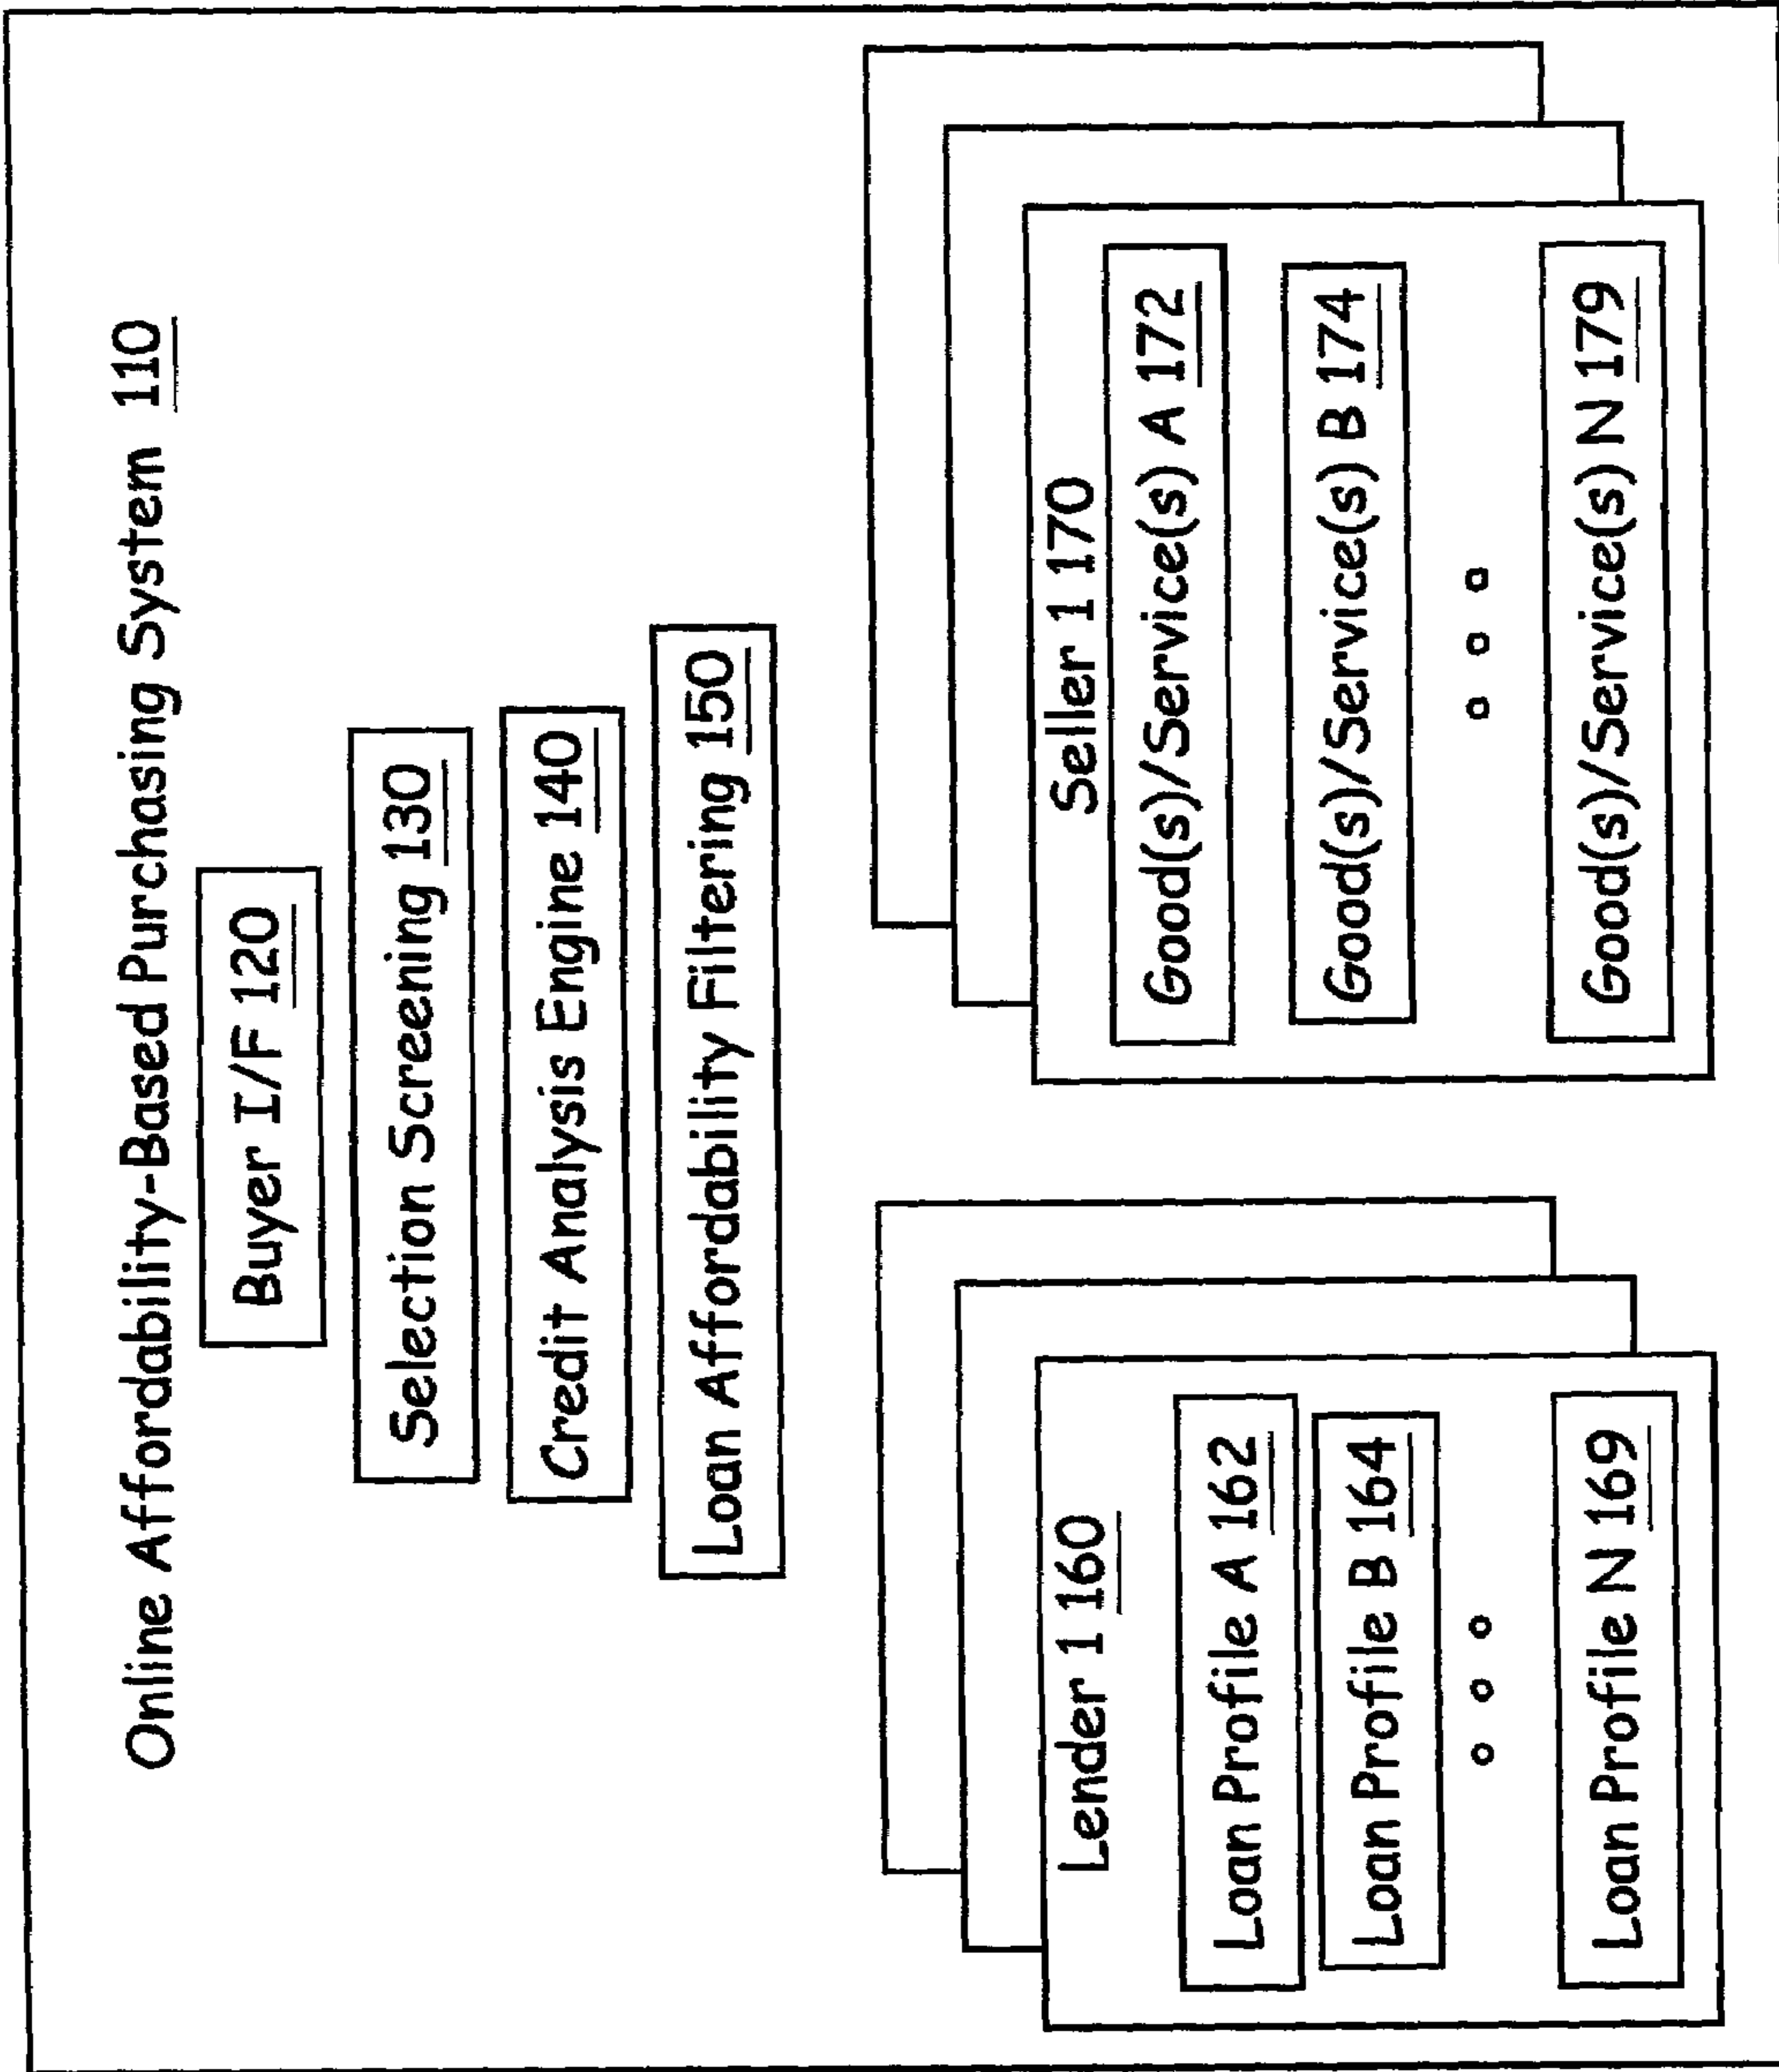 Online Affordability-Based Purchasing System 110
Buyer I/F 120
Selection Screening 130
Credit Analysis Engine 140
Loan Affordability Filtering 150
Lender 1 160
Loan Profile A 162
Loan Profile B 164
Loan Profile N 169
Seller 1 170
Good(s)/Service(s) A 172
Good(s)/Service(s) B 174
Good(s)/Service(s) N 179